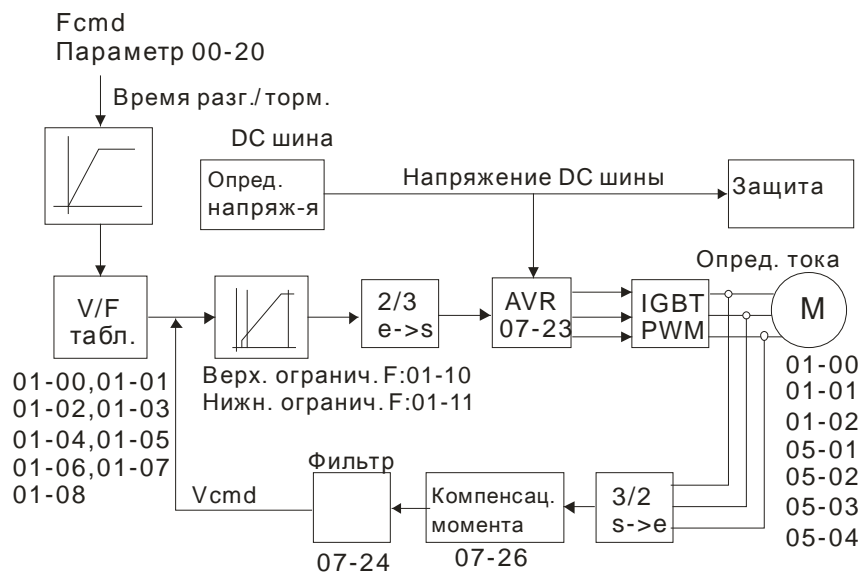 Fcmd
Параметр 00-20
Время разг./торм.
DC шина
Опред.
напряж-я
Напряжение DC шины
Защита
Опред. тока
V/F
табл.
2/3
e->s
AVR
07-23
IGBT
PWM
M
01-00,01-01
01-02,01-03
01-04,01-05
01-06,01-07
01-08
Верх. огранич. F:01-10
Нижн. огранич. F:01-11
01-00
01-01
01-02
05-01
05-02
05-03
05-04
Vcmd
Фильтр
07-24
Компенсац.
момента
07-26
3/2
s->e